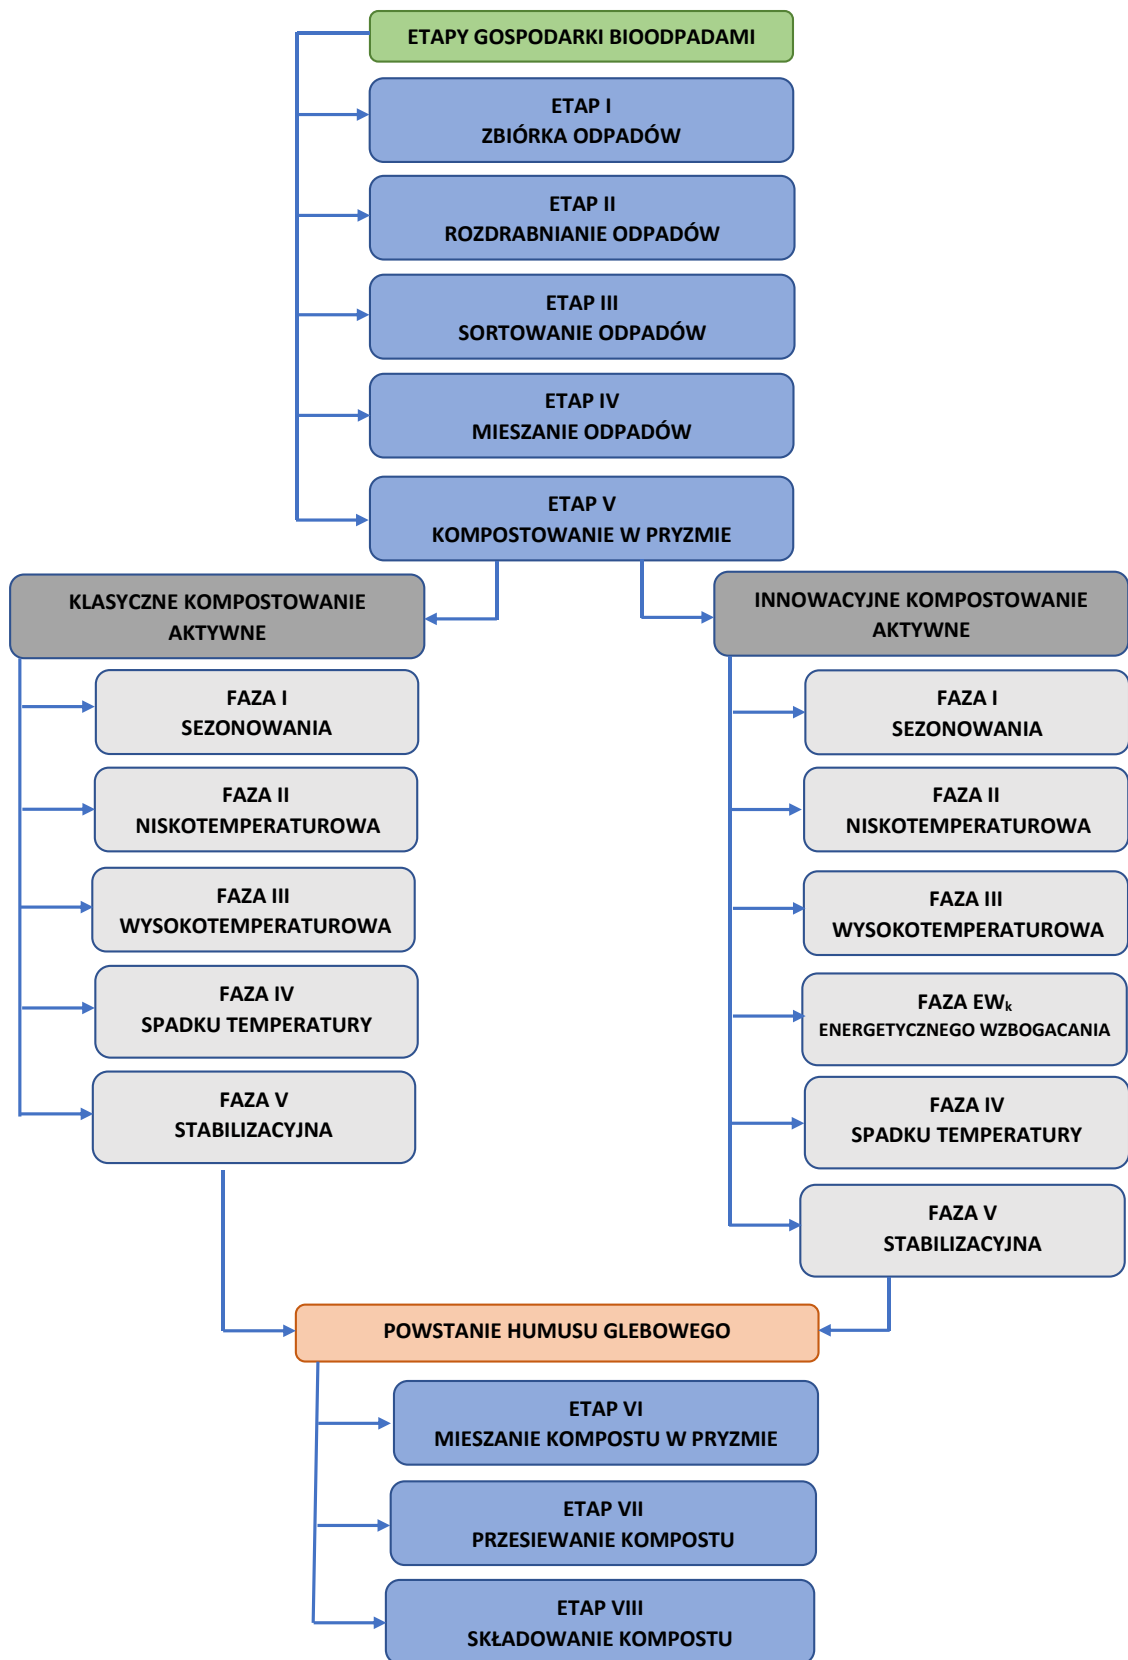 ETAPY GOSPODARKI BIOODPADAMI
ETAP I
ZBIÓRKA ODPADÓW
ETAP II
ROZDRABNIANIE ODPADÓW
ETAP III
SORTOWANIE ODPADÓW
ETAP IV
MIESZANIE ODPADÓW
ETAP V
KOMPOSTOWANIE W PRYZMIE
KLASYCZNE KOMPOSTOWANIE
AKTYWNE
FAZA I
SEZONOWANIA
FAZA II
NISKOTEMPERATUROWA
FAZA III
WYSOKOTEMPERATUROWA
FAZA IV
SPADKU TEMPERATURY
FAZA V
STABILIZACYJNA
INNOWACYJNE KOMPOSTOWANIE
AKTYWNE
FAZA I
SEZONOWANIA
FAZA II
NISKOTEMPERATUROWA
FAZA III
WYSOKOTEMPERATUROWA
FAZA EWₖ
ENERGETYCZNEGO WZBOGACANIA
FAZA IV
SPADKU TEMPERATURY
FAZA V
STABILIZACYJNA
POWSTANIE HUMUSU GLEBOWEGO
ETAP VI
MIESZANIE KOMPOSTU W PRYZMIE
ETAP VII
PRZESIEWANIE KOMPOSTU
ETAP VIII
SKŁADOWANIE KOMPOSTU